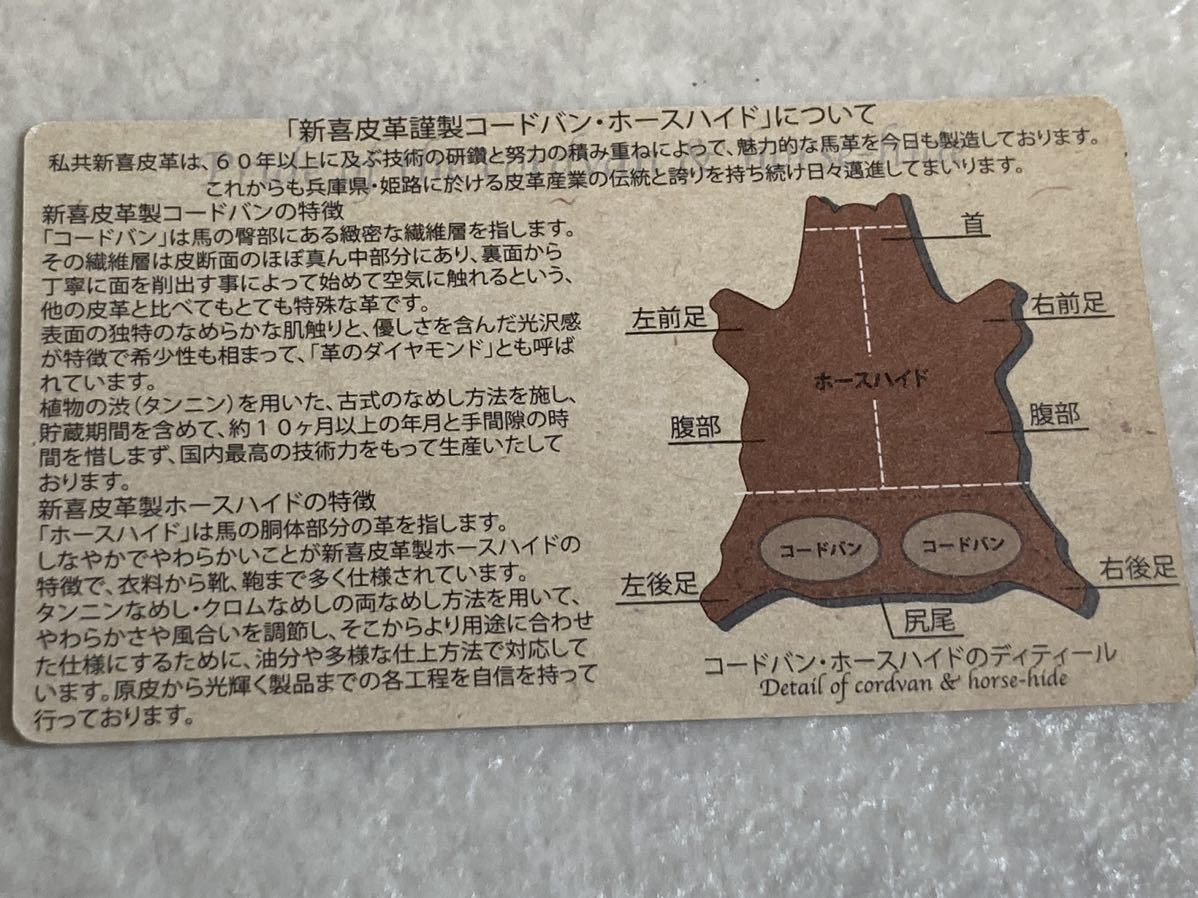 「新喜皮革謹製コードバン・ホースハイド」について
私共新喜皮革は、６０年以上に及ぶ技術の研鑽と努力の積み重ねによって、魅力的な馬革を今日も製造しております。
これからも兵庫県・姫路に於ける皮革産業の伝統と誇りを持ち続け日々邁進してまいります。
新喜皮革製コードバンの特徴
「コードバン」は馬の臀部にある緻密な繊維層を指します。
その繊維層は皮断面のほぼ真ん中部分にあり、裏面から
丁寧に面を削出す事によって始めて空気に触れるという、
他の皮革と比べてもとても特殊な革です。
表面の独特のなめらかな肌触りと、優しさを含んだ光沢感
が特徴で希少性も相まって、「革のダイヤモンド」とも呼ば
れています。
植物の渋（タンニン）を用いた、古式のなめし方法を施し、
貯蔵期間を含めて、約１０ヶ月以上の年月と手間隙の時
間を惜しまず、国内最高の技術力をもって生産いたして
おります。
新喜皮革製ホースハイドの特徴
「ホースハイド」は馬の胴体部分の革を指します。
しなやかでやわらかいことが新喜皮革製ホースハイドの
特徴で、衣料から靴、鞄まで多く仕様されています。
タンニンなめし・クロムなめしの両なめし方法を用いて、
やわらかさや風合いを調節し、そこからより用途に合わせ
た仕様にするために、油分や多様な仕上方法で対応して
います。原皮から光輝く製品までの各工程を自信を持って
行っております。
首
左前足
右前足
ホースハイド
腹部
腹部
コードバン
コードバン
左後足
右後足
尻尾
コードバン・ホースハイドのディティール
Detail of cordvan & horse-hide